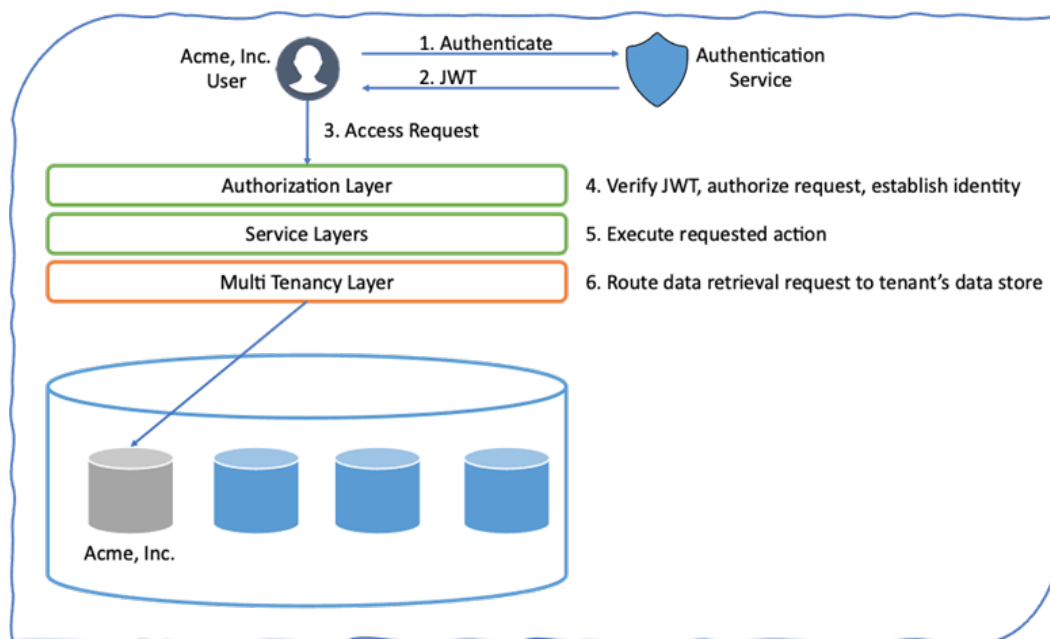 Acme, Inc.
User
1. Authenticate
2. JWT
Authentication
Service
3. Access Request
Authorization Layer
4. Verify JWT, authorize request, establish identity
Service Layers
5. Execute requested action
Multi Tenancy Layer
6. Route data retrieval request to tenant’s data store
Acme, Inc.